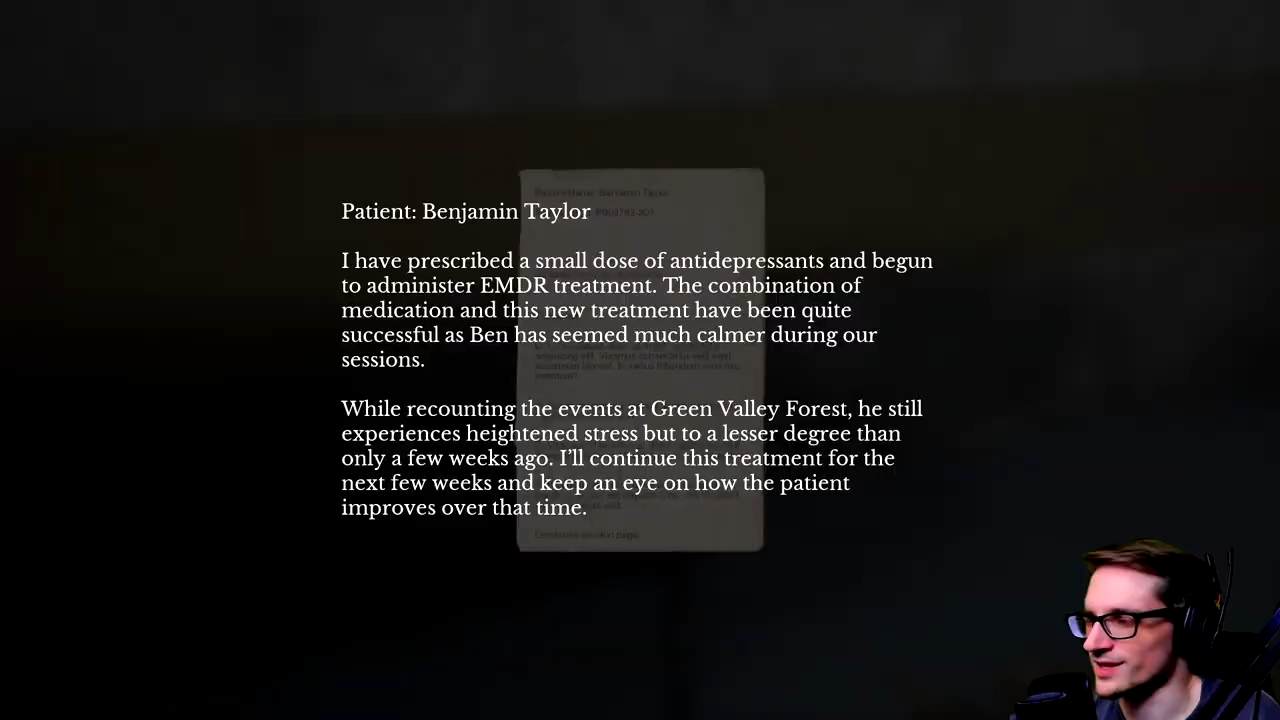 Patient: Benjamin Taylor
I have prescribed a small dose of antidepressants and begun
to administer EMDR treatment. The combination of
medication and this new treatment have been quite
successful as Ben has seemed much calmer during our
sessions.
While recounting the events at Green Valley Forest, he still
experiences heightened stress but to a lesser degree than
only a few weeks ago. I'll continue this treatment for the
next few weeks and keep an eye on how the patient
improves over that time.